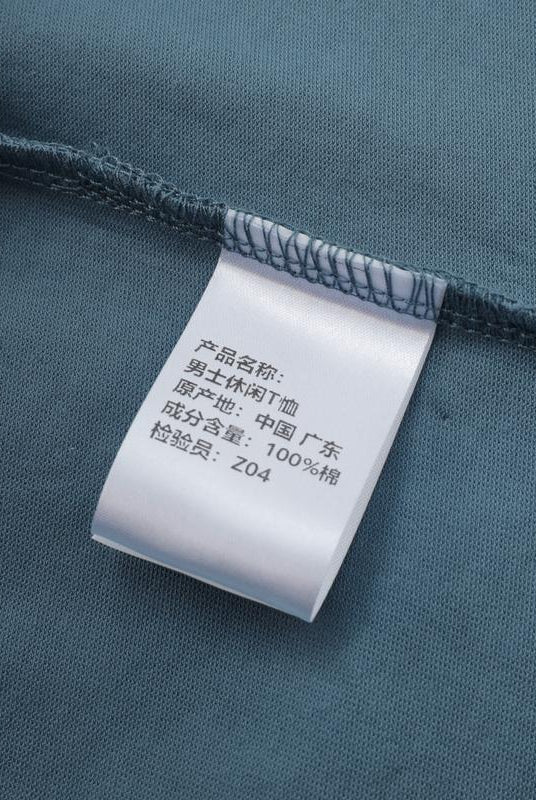 产品名称:
男士休闲T恤
原产地: 中国 广东
成分含量: 100%棉
检验员: Z04